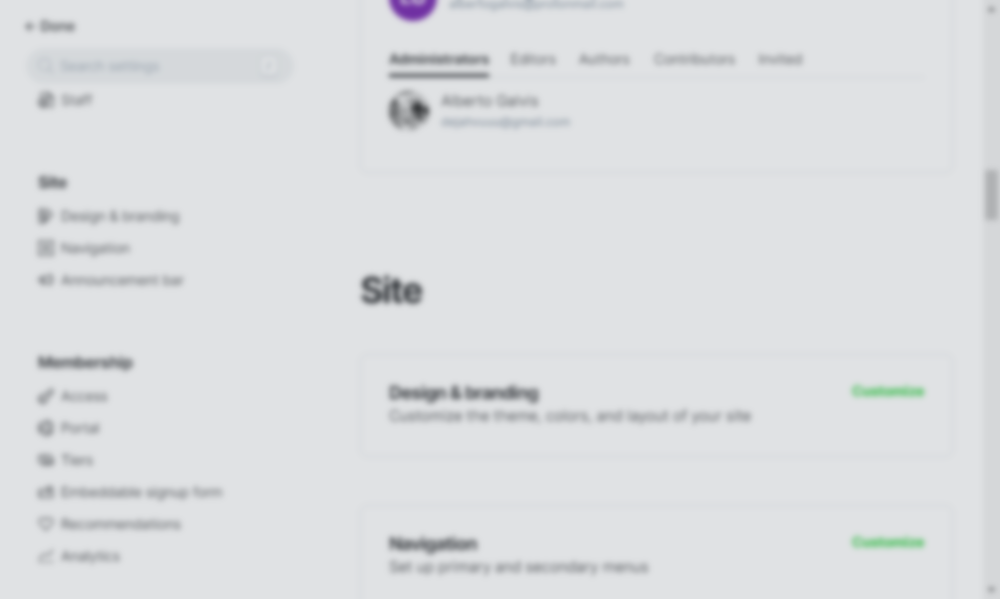 Done
Search settings
Staff
Site
Design & branding
Navigation
Announcement bar
Membership
Access
Portal
Tiers
Embeddable signup form
Recommendations
Analytics
Administrators Editors Authors Contributors Invited
Alberto Galvis
Site
Design & branding
Customize
Customize the theme, colors, and layout of your site
Navigation
Customize
Set up primary and secondary menus